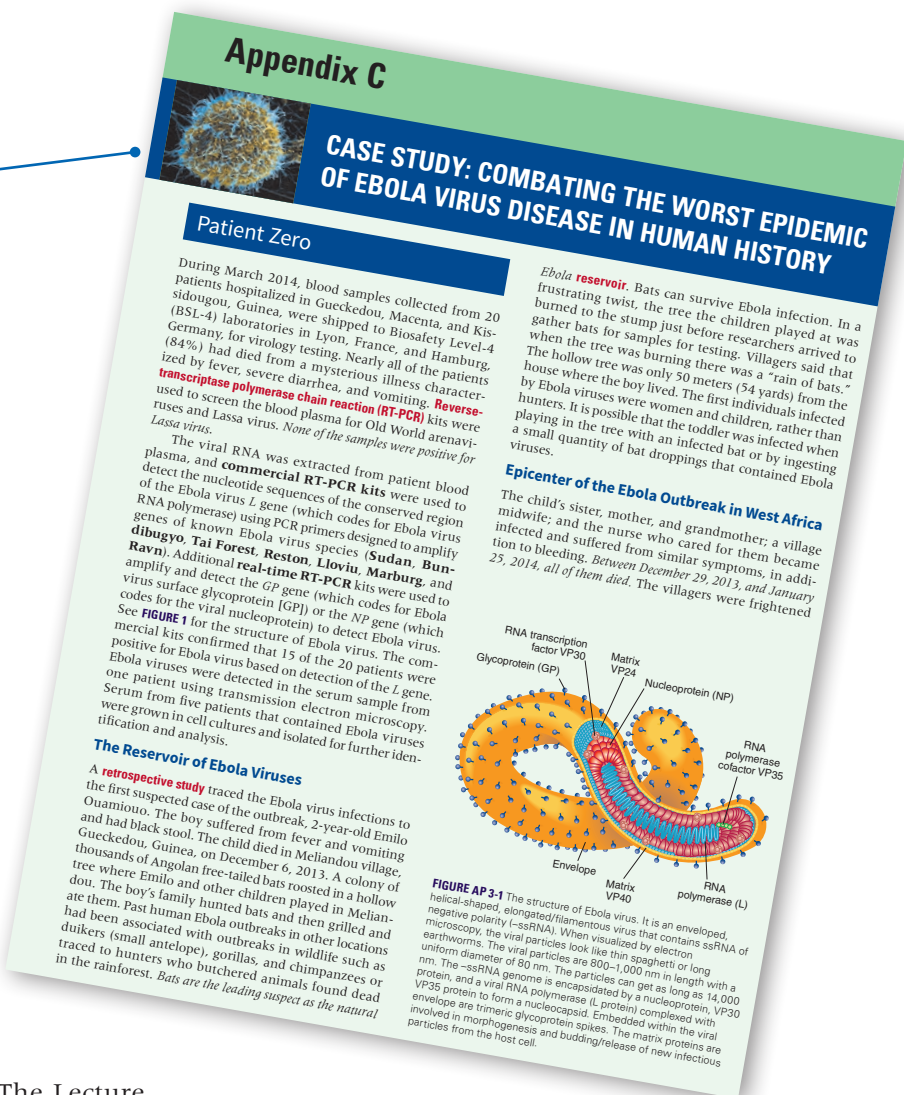 Appendix C
CASE STUDY: COMBATING THE WORST EPIDEMIC
OF EBOLA VIRUS DISEASE IN HUMAN HISTORY
Patient Zero
During March 2014, blood samples collected from 20
patients hospitalized in Gueckedou, Macenta, and Kis-
sidougou, Guinea, were shipped to Biosafety Level-4
(BSL-4) laboratories in Lyon, France, and Hamburg,
Germany, for virology testing. Nearly all of the patients
(84%) had died from a mysterious illness character-
ized by fever, severe diarrhea, and vomiting. Reverse-
transcriptase polymerase chain reaction (RT-PCR) kits were
used to screen the blood plasma for Old World arenavi-
ruses and Lassa virus. None of the samples were positive for
Lassa virus.
The viral RNA was extracted from patient blood
plasma, and commercial RT-PCR kits were used to
detect the nucleotide sequences of the conserved region
of the Ebola virus L gene (which codes for Ebola virus
RNA polymerase) using PCR primers designed to amplify
genes of known Ebola virus species (Sudan, Bun-
dibugyo, Tai Forest, Reston, Lloviu, Marburg, and
Ravn). Additional real-time RT-PCR kits were used to
amplify and detect the GP gene (which codes for Ebola
virus surface glycoprotein [GP]) or the NP gene (which
codes for the viral nucleoprotein) to detect Ebola virus.
See FIGURE 1 for the structure of Ebola virus. The com-
mercial kits confirmed that 15 of the 20 patients were
positive for Ebola virus based on detection of the L gene.
Ebola viruses were detected in the serum sample from
one patient using transmission electron microscopy.
Serum from five patients that contained Ebola viruses
were grown in cell cultures and isolated for further iden-
tification and analysis.
The Reservoir of Ebola Viruses
A retrospective study traced the Ebola virus infections to
the first suspected case of the outbreak, 2-year-old Emilo
Ouamiouo. The boy suffered from fever and vomiting
and had black stool. The child died in Meliandou village,
Gueckedou, Guinea, on December 6, 2013. A colony of
thousands of Angolan free-tailed bats roosted in a hollow
tree where Emilo and other children played in Melian-
dou. The boy's family hunted bats and then grilled and
ate them. Past human Ebola outbreaks in other locations
had been associated with outbreaks in wildlife such as
duikers (small antelope), gorillas, and chimpanzees or
traced to hunters who butchered animals found dead
in the rainforest. Bats are the leading suspect as the natural
Ebola reservoir. Bats can survive Ebola infection. In a
frustrating twist, the tree the children played at was
burned to the stump just before researchers arrived to
gather bats for samples for testing. Villagers said that
when the tree was burning there was a "rain of bats."
The hollow tree was only 50 meters (54 yards) from the
house where the boy lived. The first individuals infected
by Ebola viruses were women and children, rather than
hunters. It is possible that the toddler was infected when
playing in the tree with an infected bat or by ingesting
a small quantity of bat droppings that contained Ebola
viruses.
Epicenter of the Ebola Outbreak in West Africa
The child's sister, mother, and grandmother; a village
midwife; and the nurse who cared for them became
infected and suffered from similar symptoms, in addi-
tion to bleeding. Between December 29, 2013, and January
25, 2014, all of them died. The villagers were frightened
RNA transcription
factor VP30
Matrix
VP24
Glycoprotein (GP)
Nucleoprotein (NP)
RNA
polymerase
cofactor VP35
Envelope
Matrix
VP40
RNA
polymerase (L)
FIGURE AP 3-1 The structure of Ebola virus. It is an enveloped,
helical-shaped, elongated/filamentous virus that contains ssRNA of
negative polarity (–ssRNA). When visualized by electron
microscopy, the viral particles look like thin spaghetti or long
earthworms. The viral particles are 800–1,000 nm in length with a
uniform diameter of 80 nm. The particles can get as long as 14,000
nm. The –ssRNA genome is encapsidated by a nucleoprotein, VP30
protein, and a viral RNA polymerase (L protein) complexed with
VP35 protein to form a nucleocapsid. Embedded within the viral
envelope are trimeric glycoprotein spikes. The matrix proteins are
involved in morphogenesis and budding/release of new infectious
particles from the host cell.
The Lecture